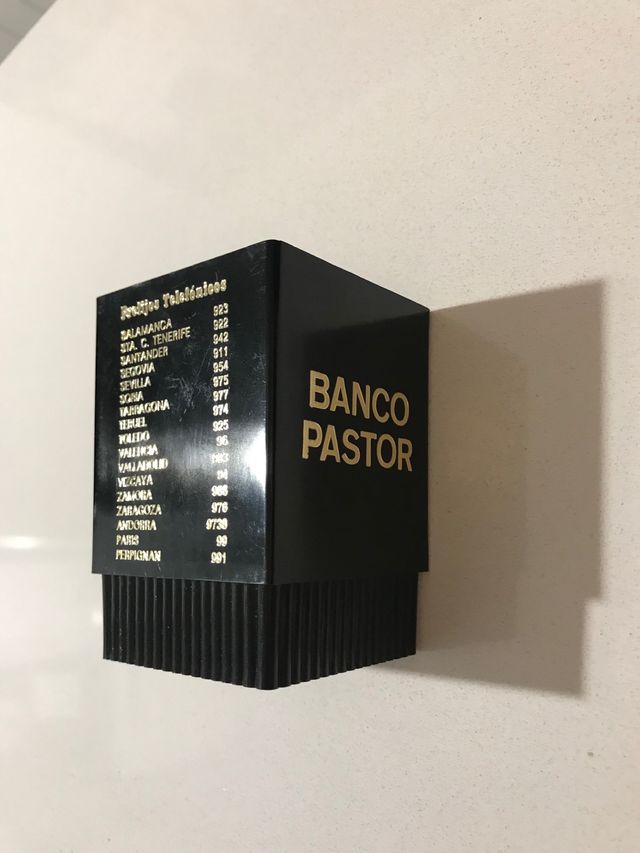 Prefijos Telefónicos
SALAMANCA 923
STA. C. TENERIFE 922
SANTANDER 942
SEGOVIA 911
SEVILLA 954
SORIA 975
TARRAGONA 977
TERUEL 974
TOLEDO 925
VALENCIA 96
VALLADOLID 983
VIZCAYA 94
ZAMORA 988
ZARAGOZA 976
ANDORRA 9738
PARIS 99
PERPIGNAN 991
BANCO
PASTOR